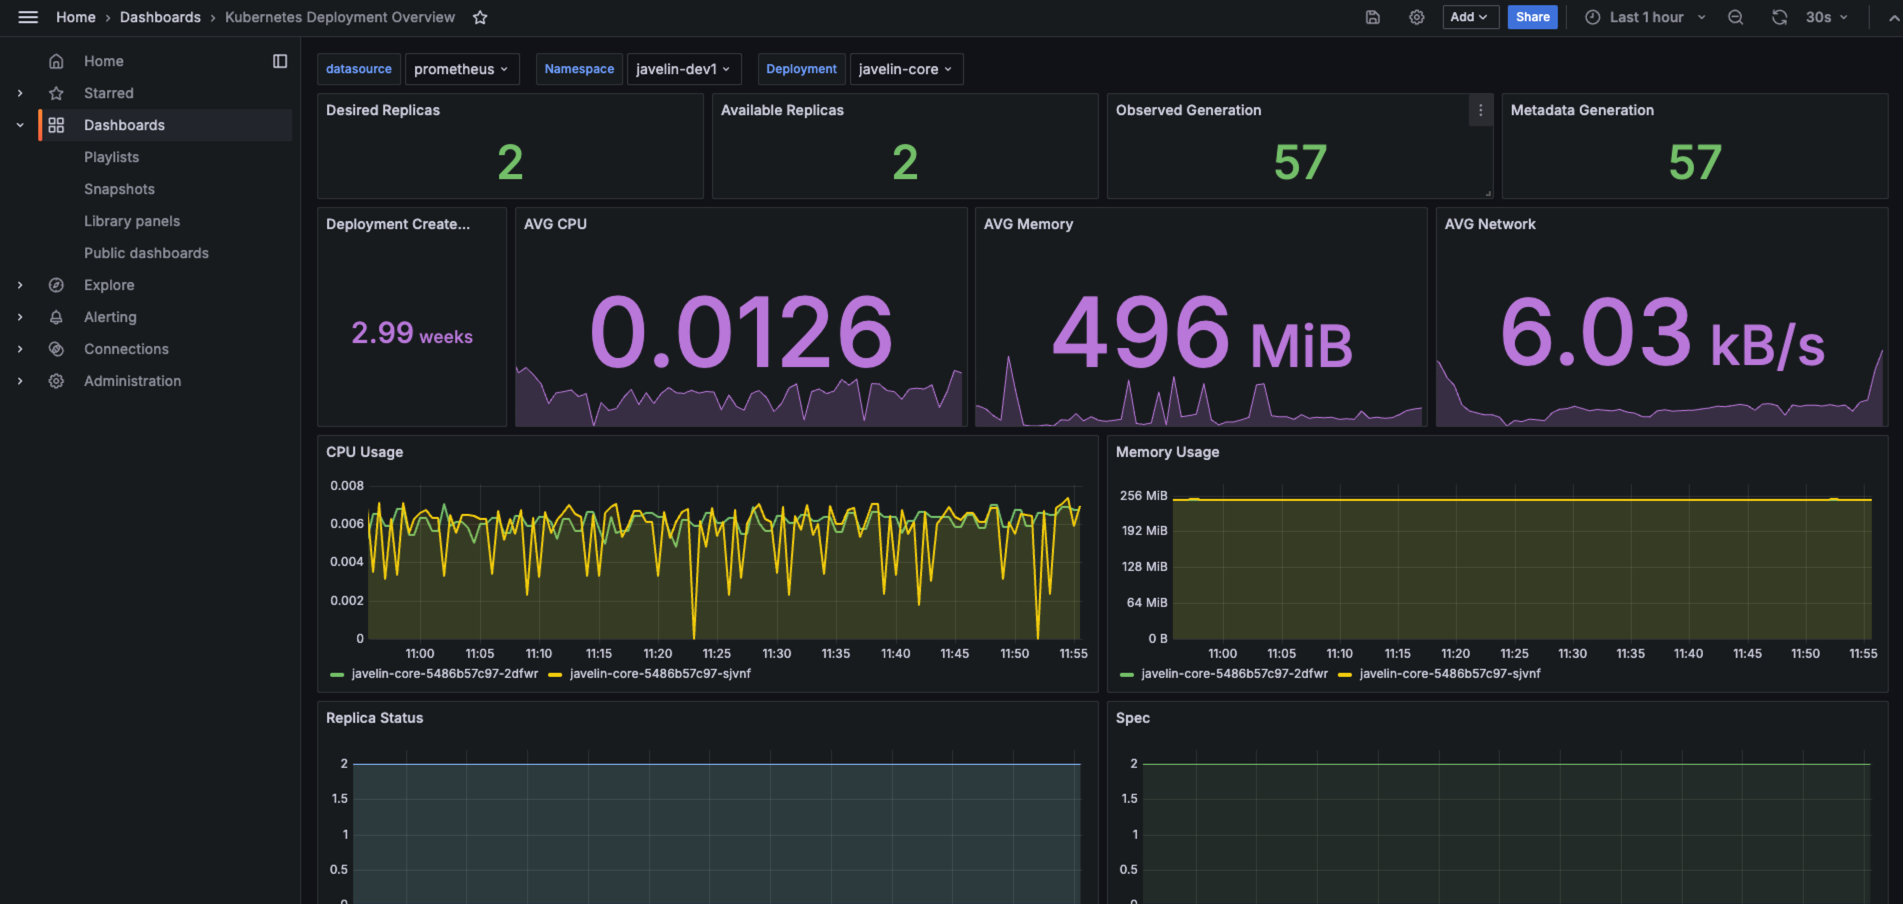 Home › Dashboards › Kubernetes Deployment Overview
Add
Share
Last 1 hour
30s
Home
Starred
Dashboards
Playlists
Snapshots
Library panels
Public dashboards
Explore
Alerting
Connections
Administration
datasource prometheus Namespace javelin-dev1 Deployment javelin-core
Desired Replicas
2
Available Replicas
2
Observed Generation
57
Metadata Generation
57
Deployment Create...
2.99 weeks
AVG CPU
0.0126
AVG Memory
496 MiB
AVG Network
6.03 kB/s
CPU Usage
0.008
0.006
0.004
0.002
0
11:00 11:05 11:10 11:15 11:20 11:25 11:30 11:35 11:40 11:45 11:50 11:55
javelin-core-5486b57c97-2dfwr javelin-core-5486b57c97-sjvnf
Memory Usage
256 MiB
192 MiB
128 MiB
64 MiB
0 B
11:00 11:05 11:10 11:15 11:20 11:25 11:30 11:35 11:40 11:45 11:50 11:55
javelin-core-5486b57c97-2dfwr javelin-core-5486b57c97-sjvnf
Replica Status
2
1.5
1
0.5
0
Spec
2
1.5
1
0.5
0